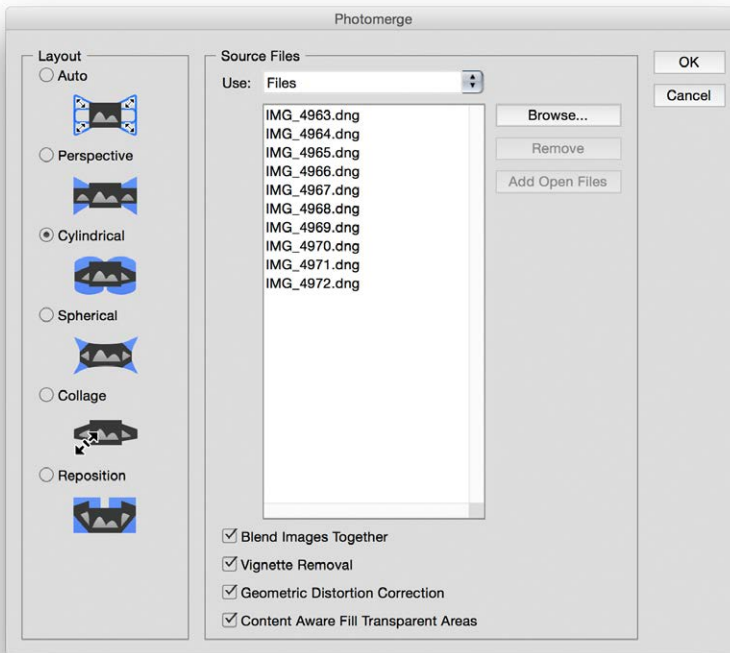 Photomerge
Layout
Auto
Perspective
Cylindrical
Spherical
Collage
Reposition
Source Files
Use: Files
IMG_4963.dng
IMG_4964.dng
IMG_4965.dng
IMG_4966.dng
IMG_4967.dng
IMG_4968.dng
IMG_4969.dng
IMG_4970.dng
IMG_4971.dng
IMG_4972.dng
Browse...
Remove
Add Open Files
Blend Images Together
Vignette Removal
Geometric Distortion Correction
Content Aware Fill Transparent Areas
OK
Cancel